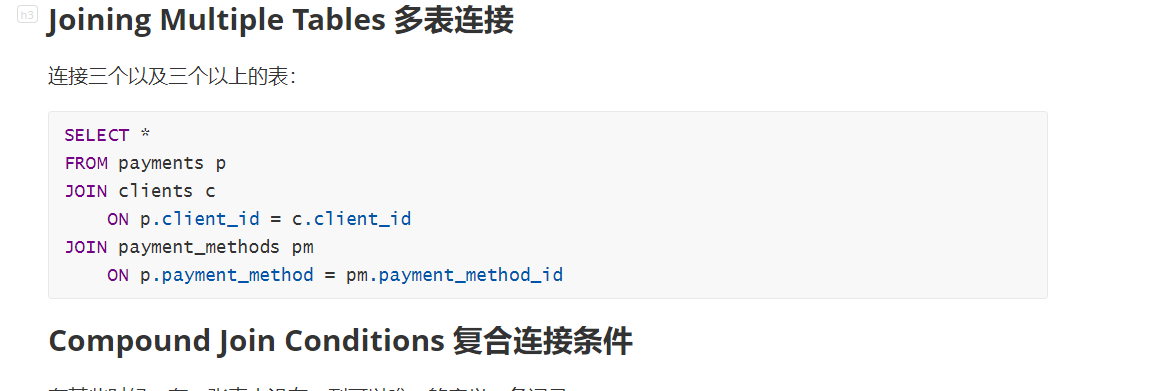 h3
Joining Multiple Tables 多表连接
连接三个以及三个以上的表：
SELECT *
FROM payments p
JOIN clients c
    ON p.client_id = c.client_id
JOIN payment_methods pm
    ON p.payment_method = pm.payment_method_id
Compound Join Conditions 复合连接条件